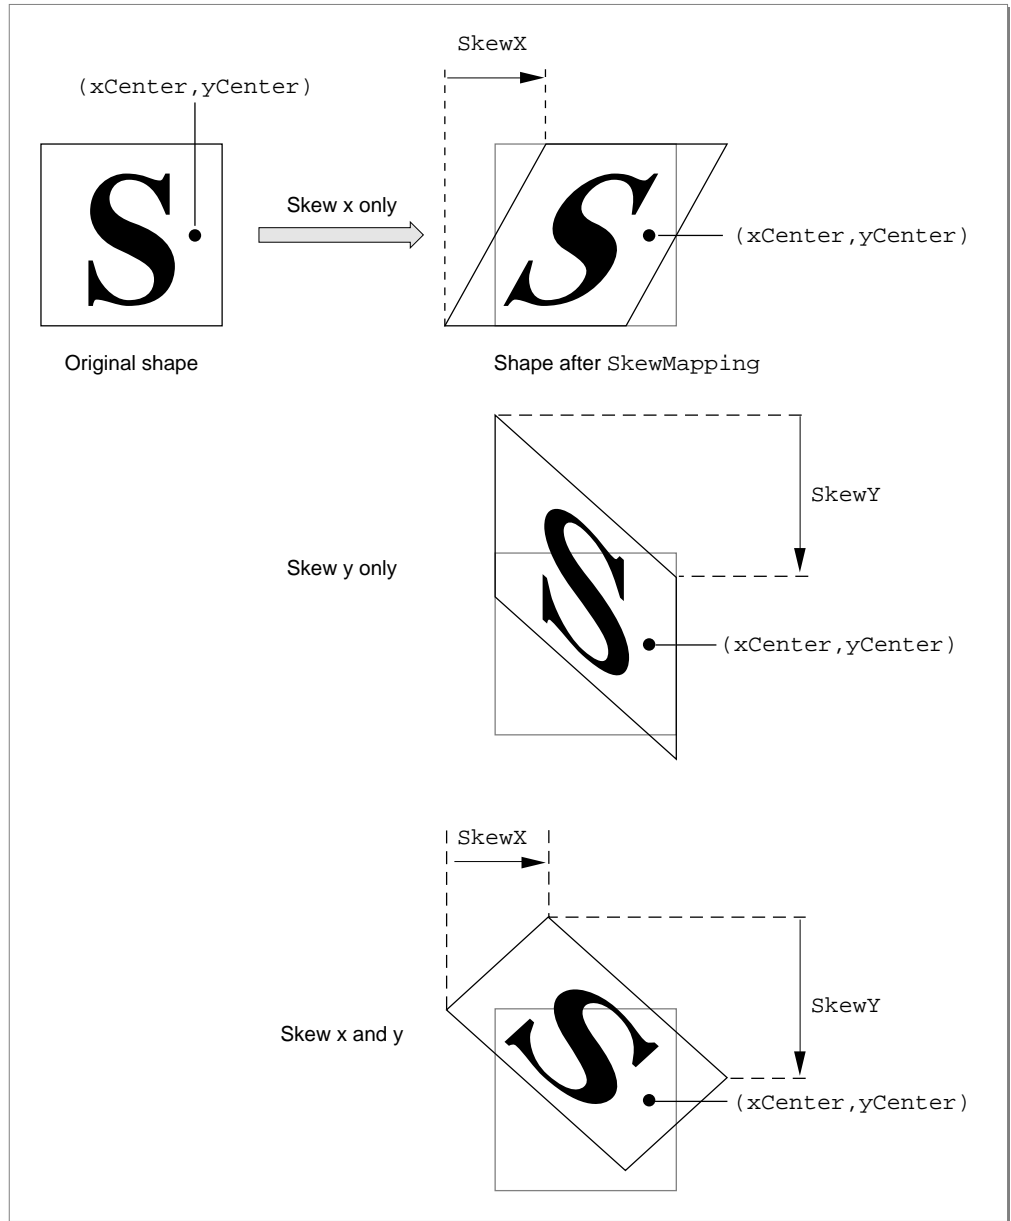 SkewX
(xCenter,yCenter)
S
S
Skew x only
(xCenter,yCenter)
Original shape
Shape after SkewMapping
SkewY
S
Skew y only
(xCenter,yCenter)
SkewX
SkewY
S
Skew x and y
(xCenter,yCenter)